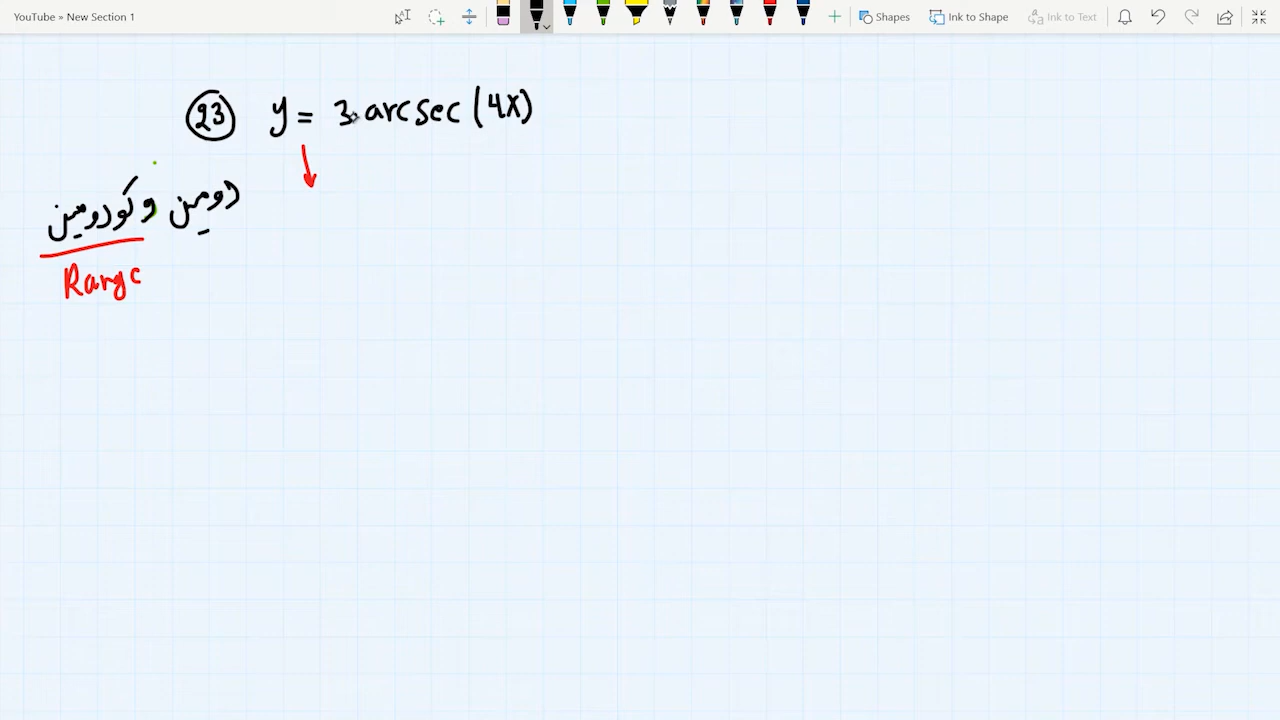 Youtube » New Section 1
Shapes
Ink to Shape
Ink to Text
23 y = 3 arcsec (4x)
دومين وكودومين
Range